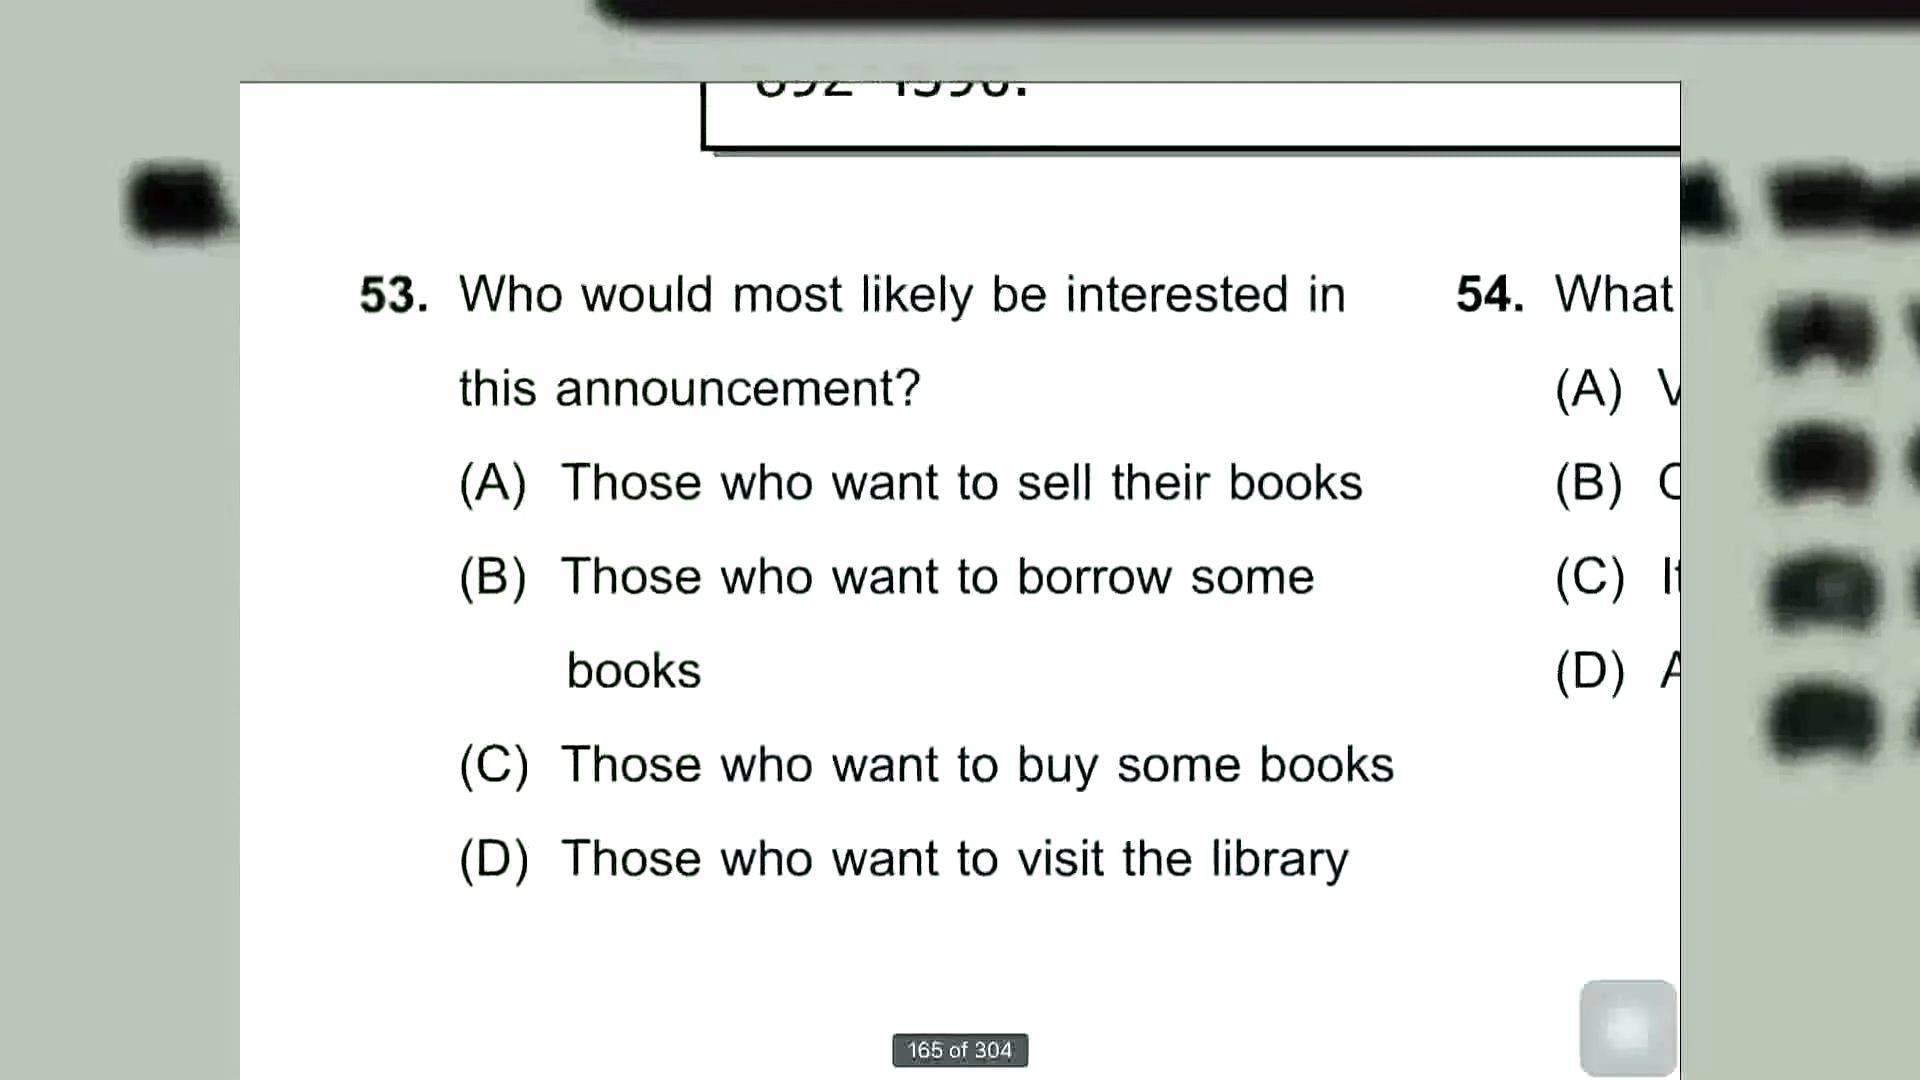 53. Who would most likely be interested in
this announcement?
(A) Those who want to sell their books
(B) Those who want to borrow some
books
(C) Those who want to buy some books
(D) Those who want to visit the library
54. What
(A)
(B)
(C)
(D)
165 of 304